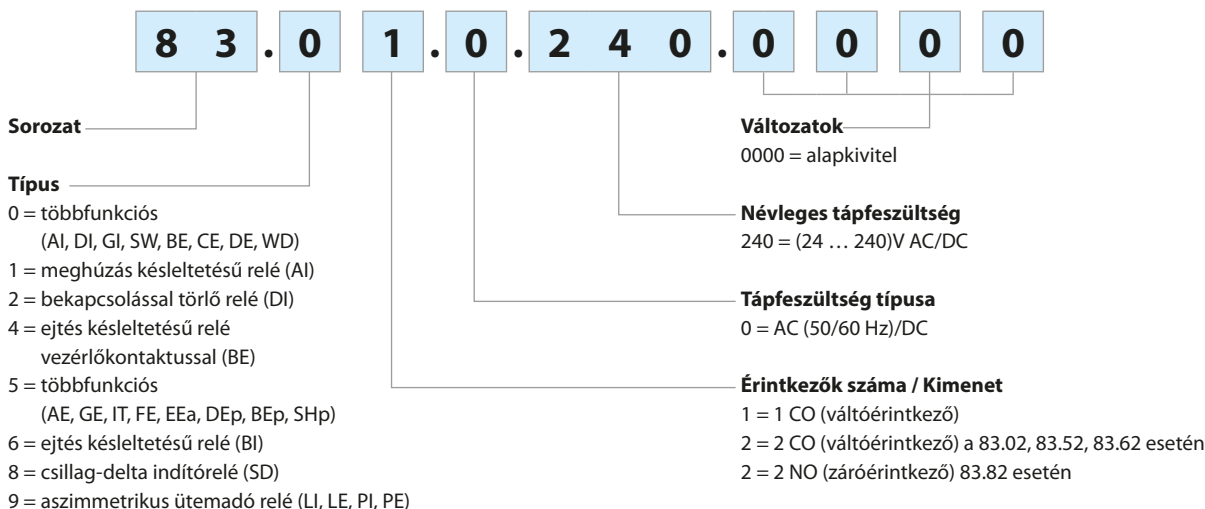 8 3 . 0 1 . 0 . 2 4 0 . 0 0 0 0
Sorozat
Típus
0 = többfunkciós
(AI, DI, GI, SW, BE, CE, DE, WD)
1 = meghúzás késleltetésű relé (AI)
2 = bekapcsolással törlő relé (DI)
4 = ejtés késleltetésű relé
vezérlőkontaktussal (BE)
5 = többfunkciós
(AE, GE, IT, FE, EEa, DEp, BEp, SHp)
6 = ejtés késleltetésű relé (BI)
8 = csillag-delta indítórelé (SD)
9 = aszimmetrikus ütemadó relé (LI, LE, PI, PE)
Változatok
0000 = alapkivitel
Névleges tápfeszültség
240 = (24 … 240)V AC/DC
Tápfeszültség típusa
0 = AC (50/60 Hz)/DC
Érintkezők száma / Kimenet
1 = 1 CO (váltóérintkező)
2 = 2 CO (váltóérintkező) a 83.02, 83.52, 83.62 esetén
2 = 2 NO (záróérintkező) 83.82 esetén